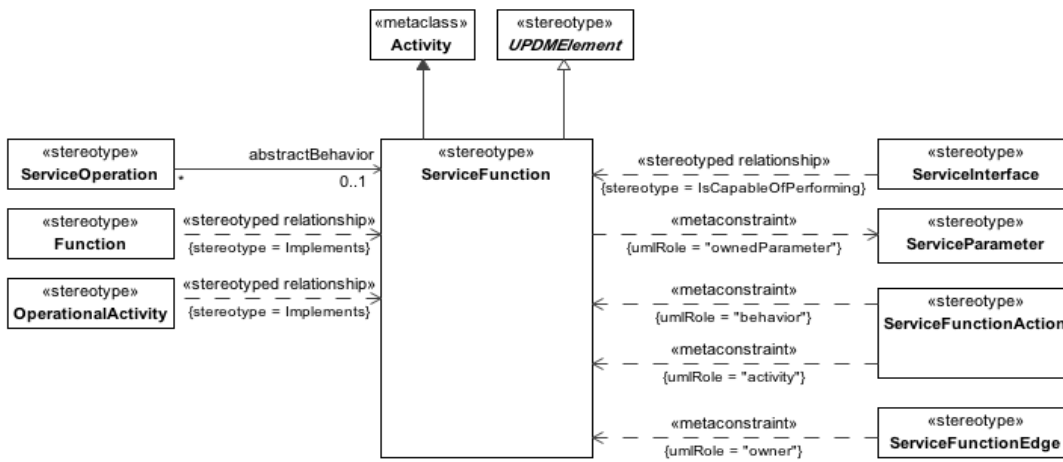 «metaclass»
Activity
«stereotype»
UPDMElement
«stereotype»
ServiceOperation
abstractBehavior
*
0..1
«stereotype»
Function
«stereotyped relationship»
{stereotype = Implements}
«stereotype»
OperationalActivity
«stereotyped relationship»
{stereotype = Implements}
«stereotype»
ServiceFunction
«stereotyped relationship»
{stereotype = IsCapableOfPerforming}
«stereotype»
ServiceInterface
«metaconstraint»
{umlRole = "ownedParameter"}
«stereotype»
ServiceParameter
«metaconstraint»
{umlRole = "behavior"}
«metaconstraint»
{umlRole = "activity"}
«stereotype»
ServiceFunctionAction
«metaconstraint»
{umlRole = "owner"}
«stereotype»
ServiceFunctionEdge